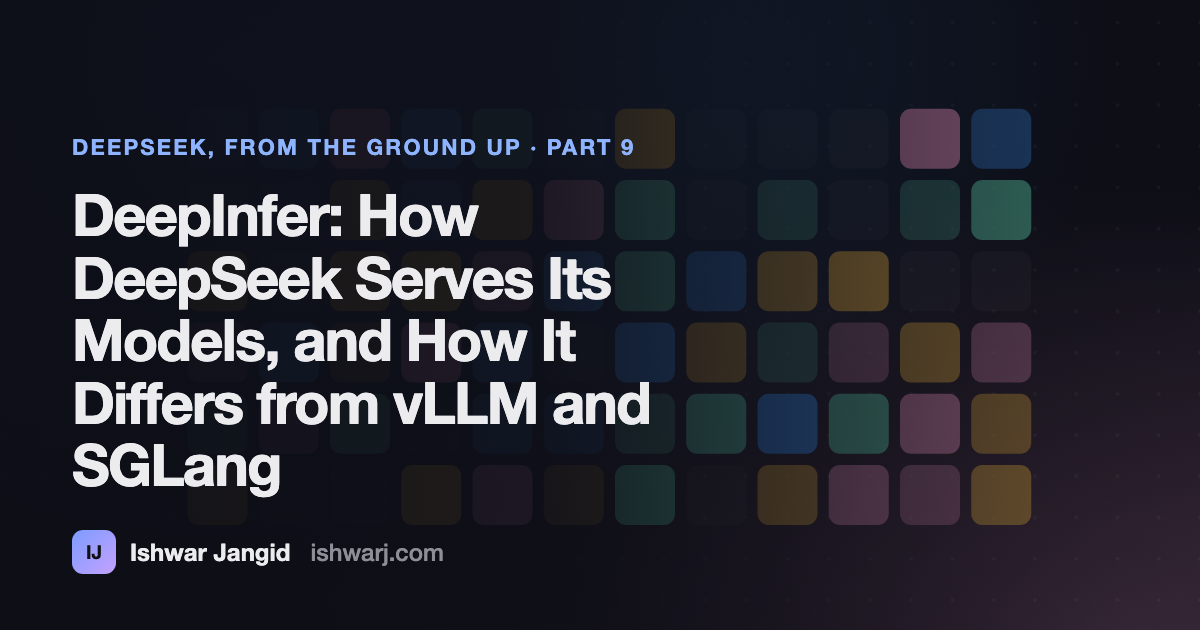 DEEPSEEK, FROM THE GROUND UP · PART 9
DeepInfer: How
DeepSeek Serves Its
Models, and How It
Differs from vLLM and
SGLang
IJ Ishwar Jangid ishwarj.com